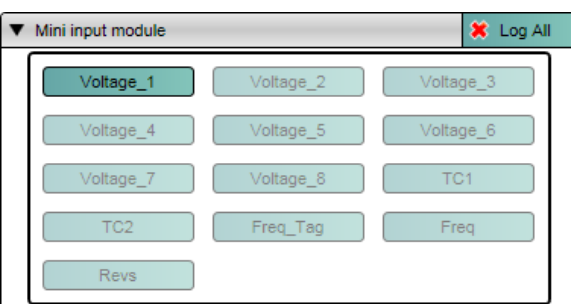 Mini input module Log All
Voltage_1 Voltage_2 Voltage_3
Voltage_4 Voltage_5 Voltage_6
Voltage_7 Voltage_8 TC1
TC2 Freq_Tag Freq
Revs